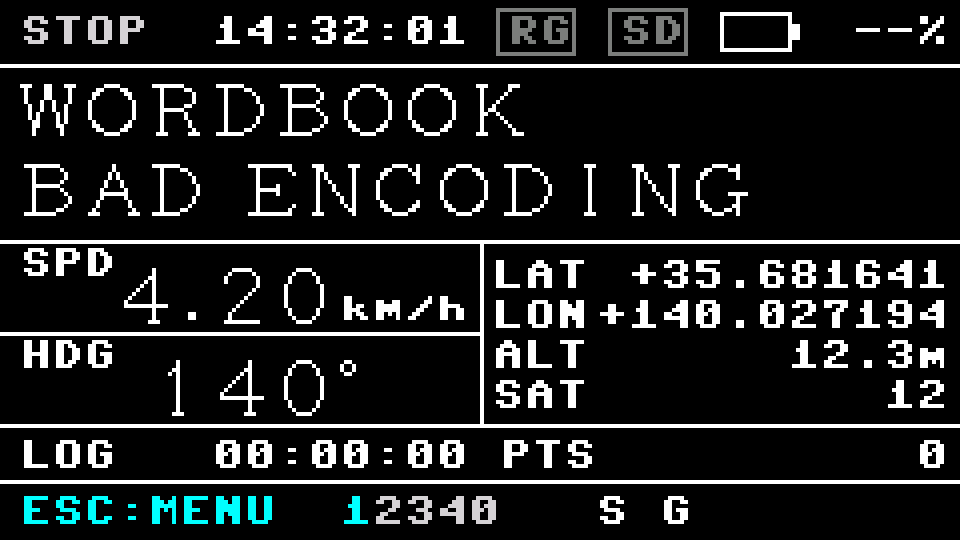 STOP 14:32:01 RG SD --%
WORDBOOK
BAD ENCODING
SPD 4.20 km/h
HDG 140°
LAT +35.681641
LON +140.027194
ALT 12.3m
SAT 12
LOG 00:00:00 PTS 0
ESC:MENU 12340 S G